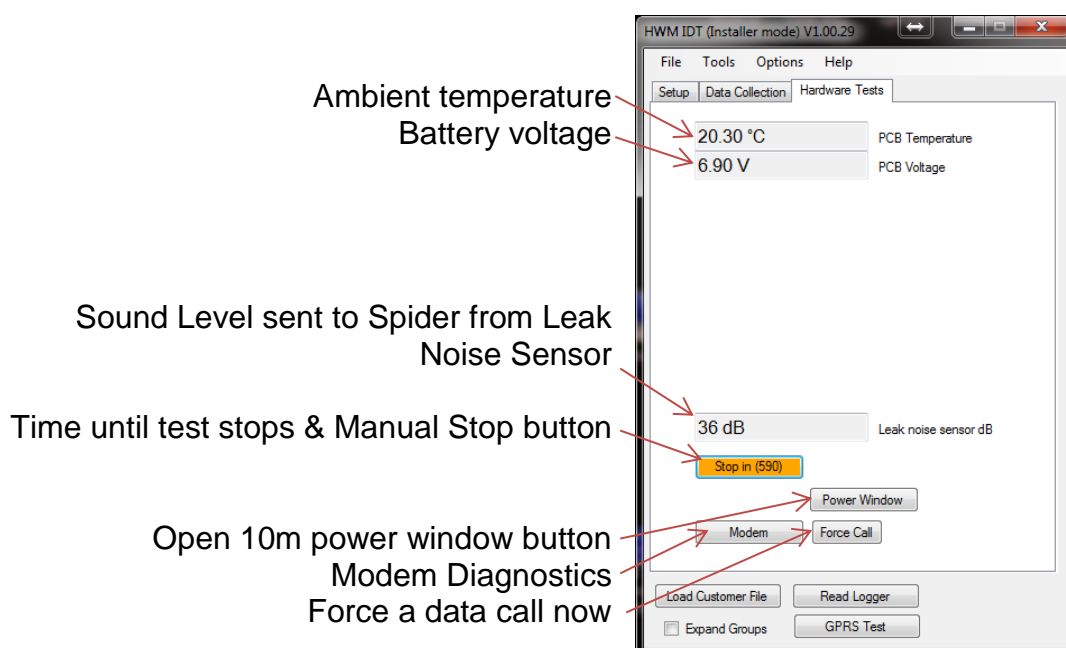 HWM IDT (Installer mode) V1.00.29
File Tools Options Help
Setup Data Collection Hardware Tests
Ambient temperature
20.30 °C PCB Temperature
Battery voltage
6.90 V PCB Voltage
Sound Level sent to Spider from Leak
Noise Sensor
36 dB Leak noise sensor dB
Time until test stops & Manual Stop button
Stop in (590)
Power Window
Open 10m power window button
Modem Force Call
Modem Diagnostics
Force a data call now
Load Customer File Read Logger
Expand Groups GPRS Test